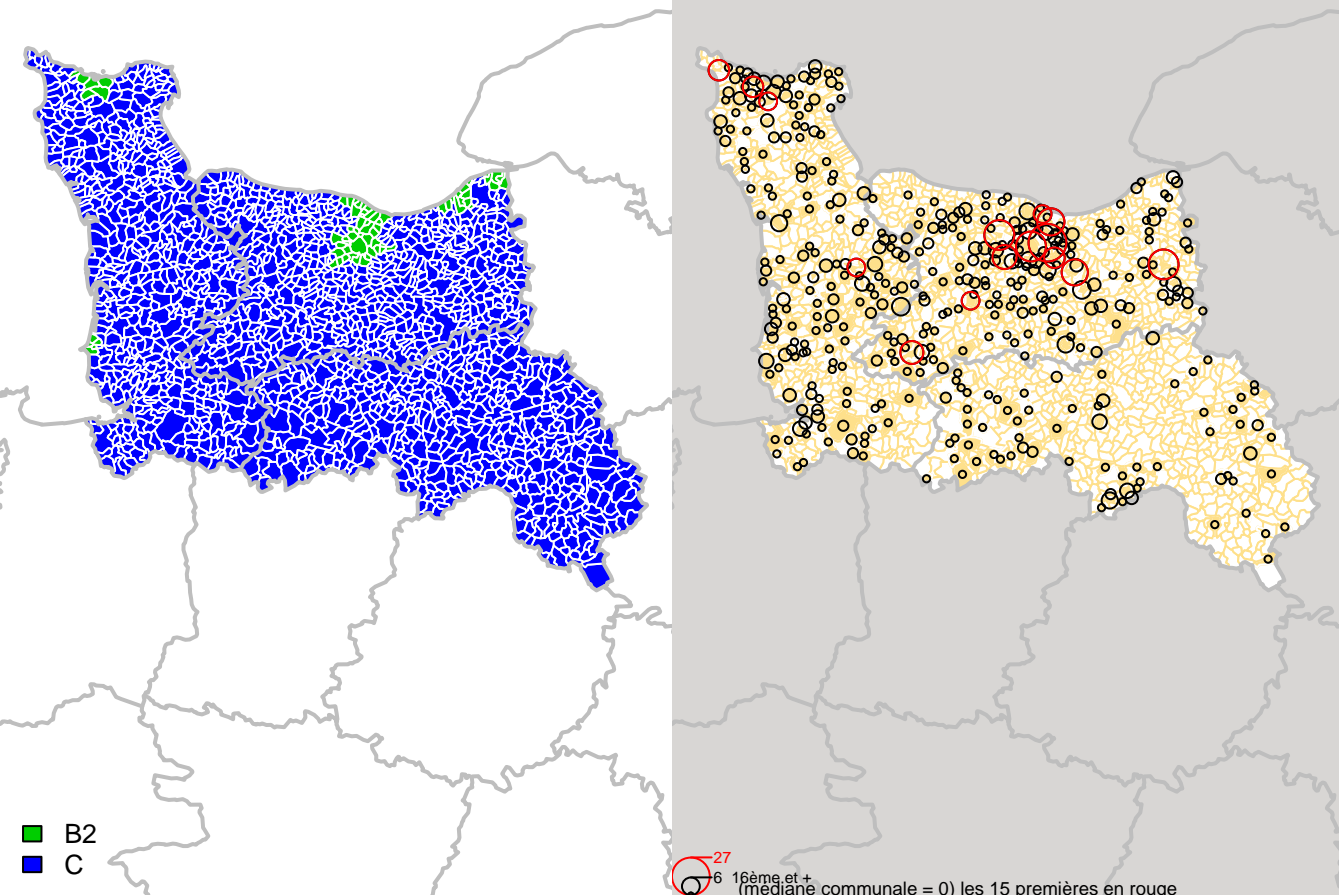 B2
C
27
6 16ème et +
(médiane communale = 0) les 15 premières en rouge